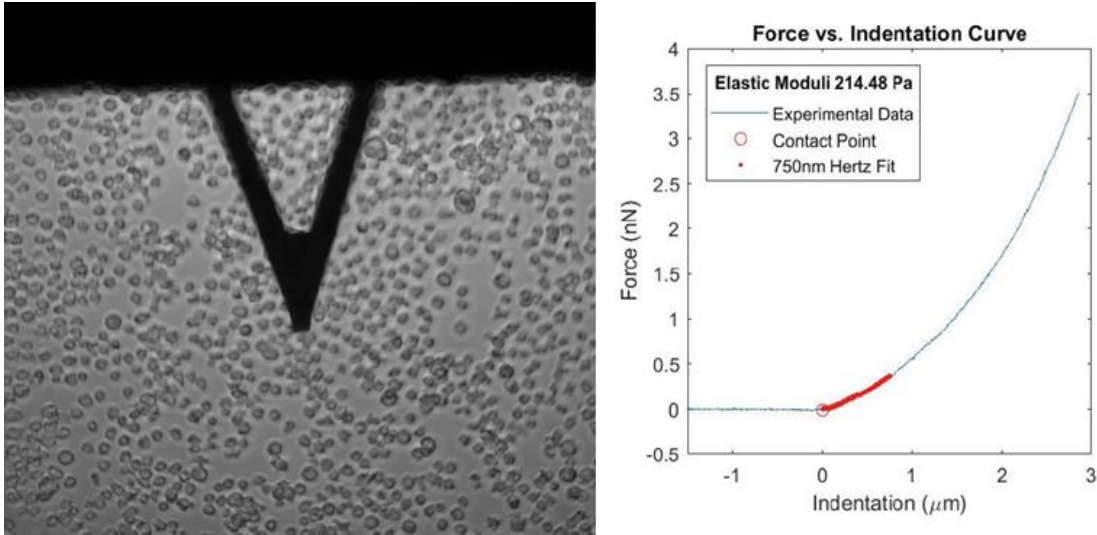 Force vs. Indentation Curve
4
3.5
3
2.5
2
1.5
1
0.5
0
-0.5
Force (nN)
Elastic Moduli 214.48 Pa
Experimental Data
Contact Point
750nm Hertz Fit
-1 0 1 2 3
Indentation (μm)